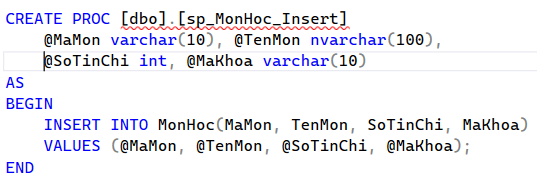 CREATE PROC [dbo].[sp_MonHoc_Insert]
@MaMon varchar(10), @TenMon nvarchar(100),
@SoTinChi int, @MaKhoa varchar(10)
AS
BEGIN
INSERT INTO MonHoc(MaMon, TenMon, SoTinChi, MaKhoa)
VALUES (@MaMon, @TenMon, @SoTinChi, @MaKhoa);
END